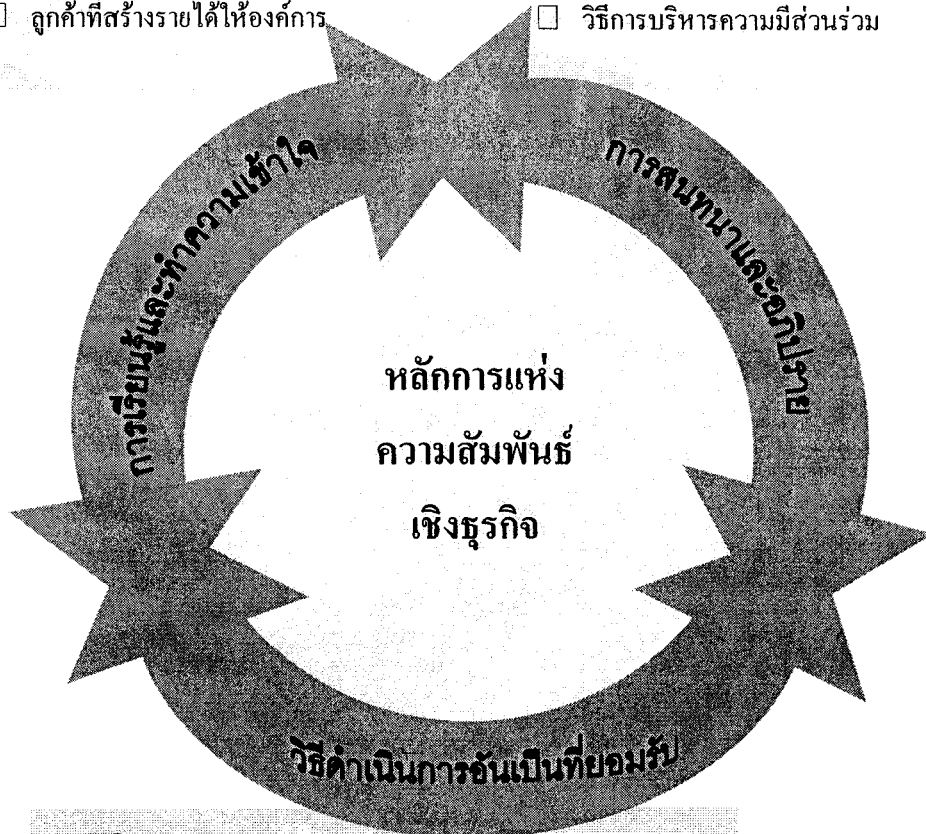 ลูกค้าที่สร้างรายได้ให้องค์การ
วิธีการบริหารความมีส่วนร่วม
การเรียนรู้และทำความเข้าใจ
การสนทนาและอภิปราย
หลักการแห่ง
ความสัมพันธ์
เชิงธุรกิจ
วิธีดำเนินการอันเป็นที่ยอมรับ